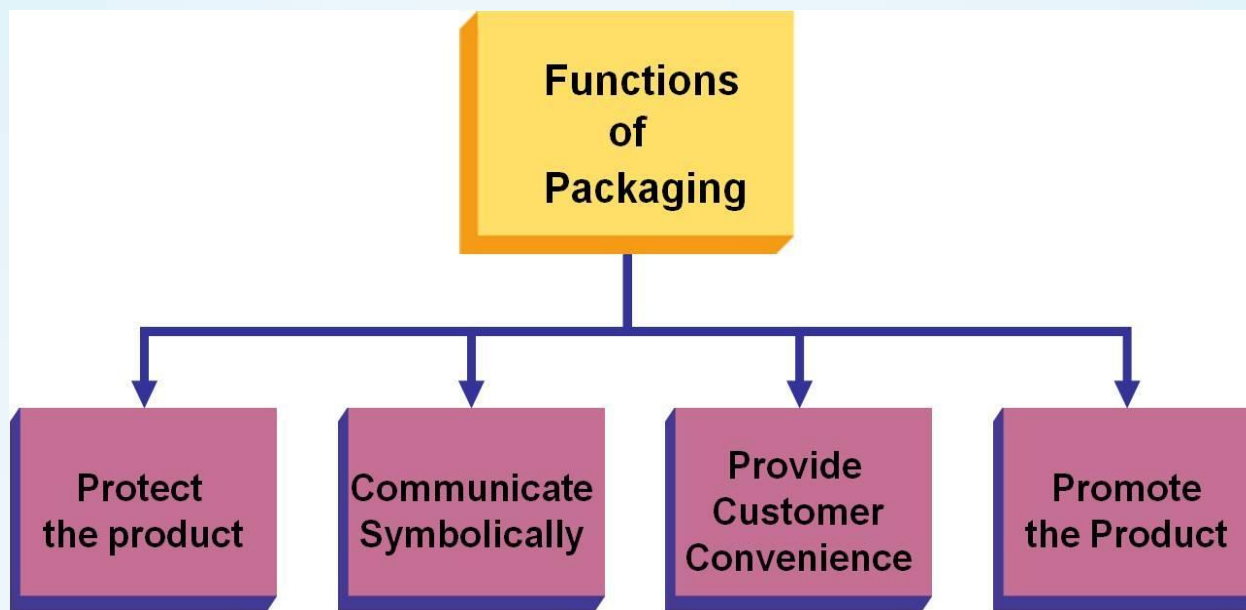 Functions
of
Packaging
Protect
the product
Communicate
Symbolically
Provide
Customer
Convenience
Promote
the Product